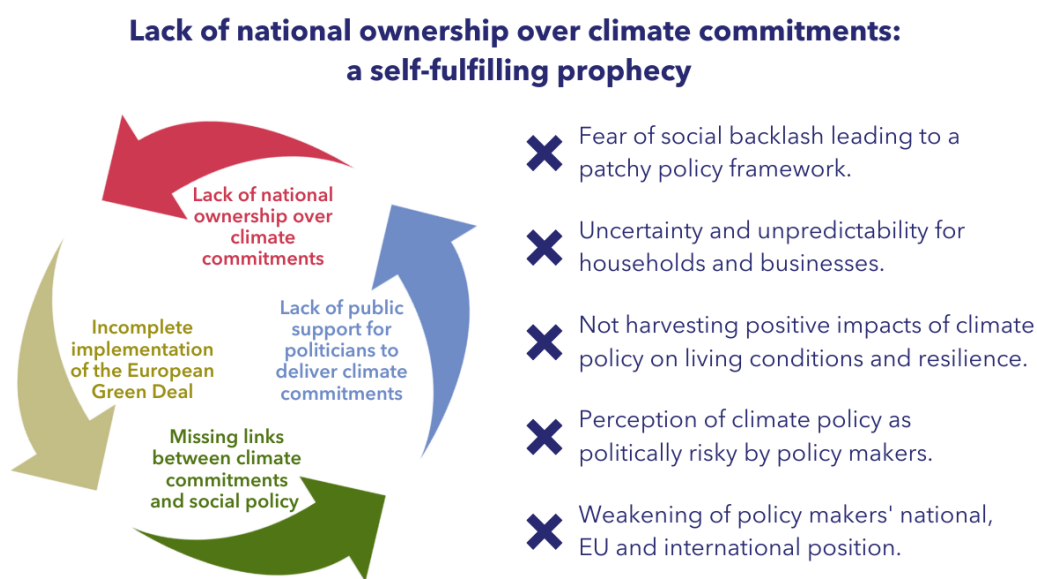 Lack of national ownership over climate commitments:
a self-fulfilling prophecy
Lack of national
ownership over
climate
commitments
Incomplete
implementation
of the European
Green Deal
Missing links
between climate
commitments
and social policy
Lack of public
support for
politicians to
deliver climate
commitments
Fear of social backlash leading to a
patchy policy framework.
Uncertainty and unpredictability for
households and businesses.
Not harvesting positive impacts of climate
policy on living conditions and resilience.
Perception of climate policy as
politically risky by policy makers.
Weakening of policy makers' national,
EU and international position.